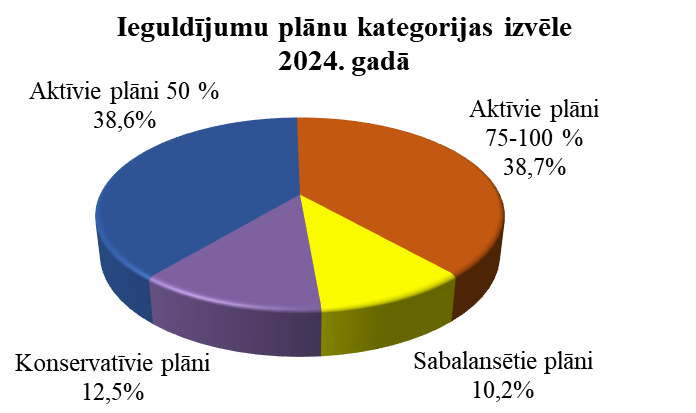 Ieguldījumu plānu kategorijas izvēle
2024. gadā
Aktīvie plāni 50 %
38,6%
Aktīvie plāni
75-100 %
38,7%
Konservatīvie plāni
12,5%
Sabalansētie plāni
10,2%